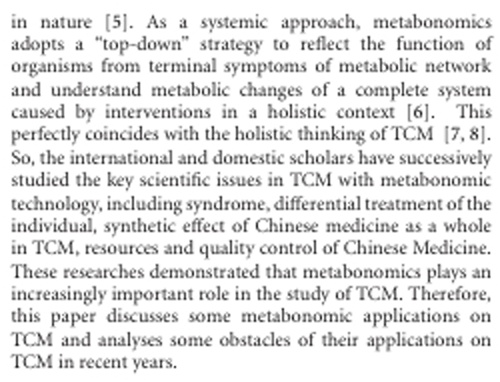 in nature [5]. As a systemic approach, metabonomics
adopts a “top-down” strategy to reflect the function of
organisms from terminal symptoms of metabolic network
and understand metabolic changes of a complete system
caused by interventions in a holistic context [6]. This
perfectly coincides with the holistic thinking of TCM [7, 8].
So, the international and domestic scholars have successively
studied the key scientific issues in TCM with metabonomic
technology, including syndrome, differential treatment of the
individual, synthetic effect of Chinese medicine as a whole
in TCM, resources and quality control of Chinese Medicine.
These researches demonstrated that metabonomics plays an
increasingly important role in the study of TCM. Therefore,
this paper discusses some metabonomic applications on
TCM and analyses some obstacles of their applications on
TCM in recent years.